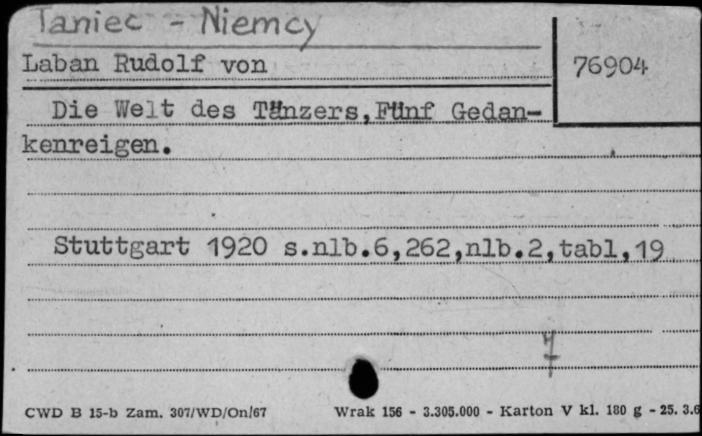 Taniec - Niemcy
Laban Rudolf von
76904
Die Welt des Tänzers,Fünf Gedan-
kenreigen.
Stuttgart 1920 s.nlb.6,262,nlb.2,tabl,19
CWD B 15-b Zam. 307/WD/On/67 Wrak 156 - 3.305.000 - Karton V kl. 180 g - 25. 3.6